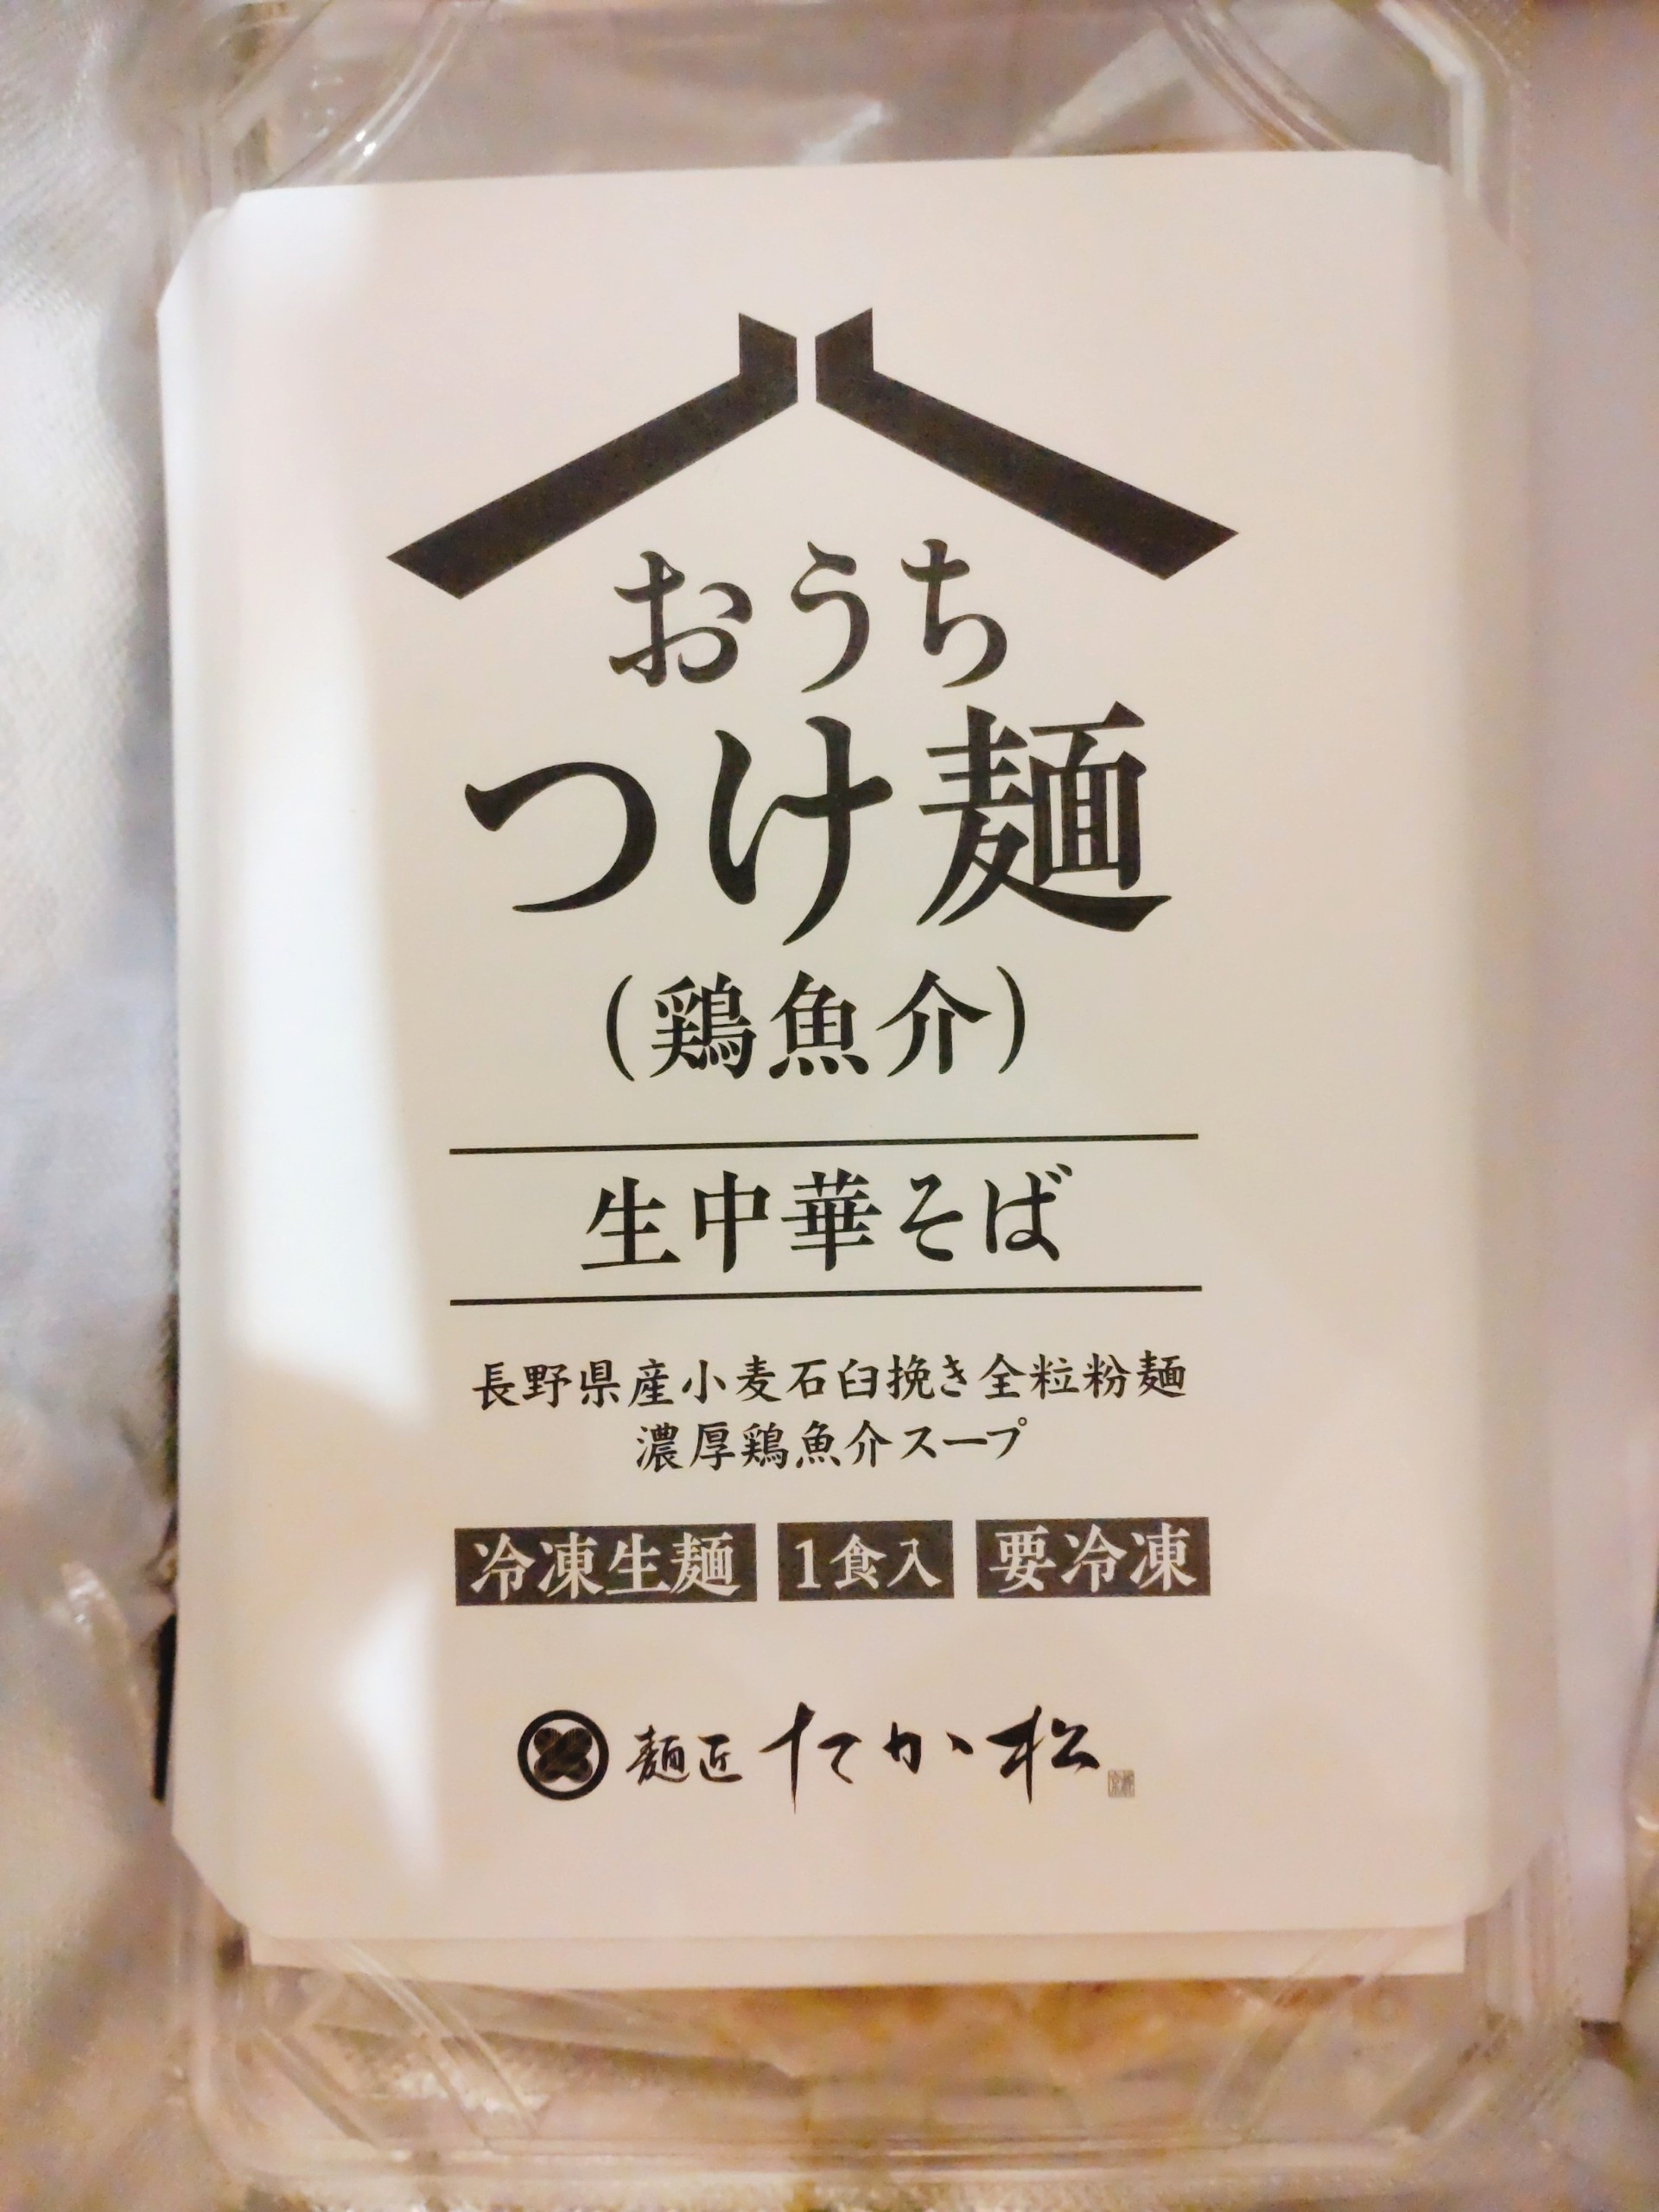 おうち
つけ麺
(鶏魚介)
生中華そば
長野県産小麦石臼挽き全粒粉麺
濃厚鶏魚介スープ
冷凍生麺 1食入 要冷凍
麺匠 たか松